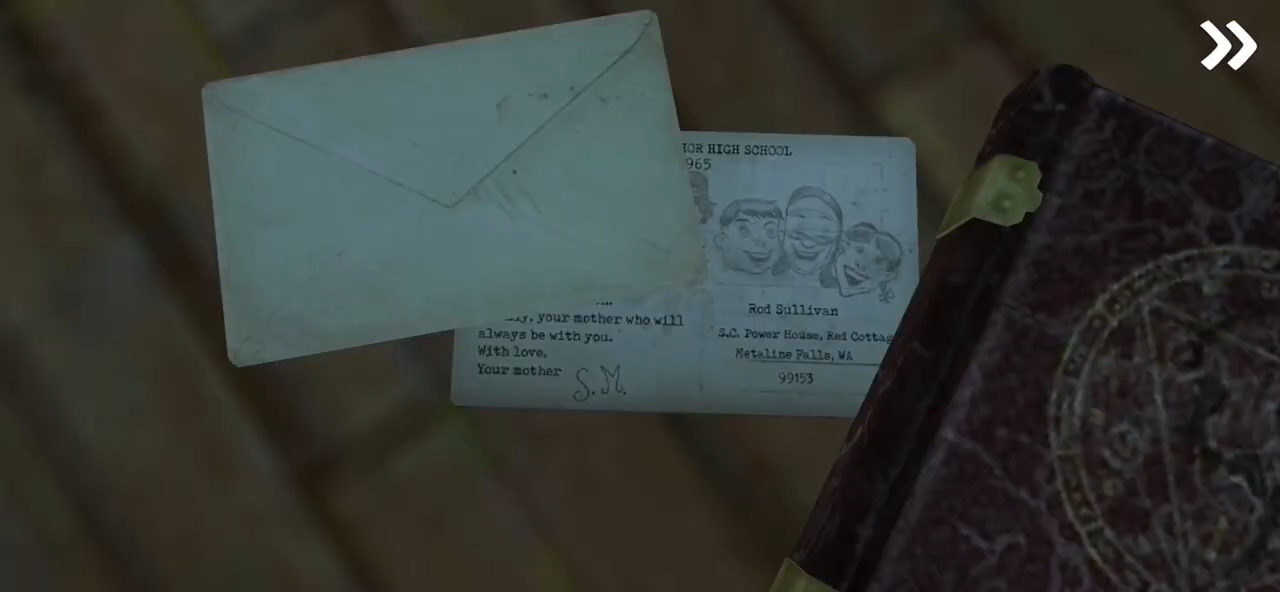 IOR HIGH SCHOOL
965
your mother who will
always be with you.
With love,
Your mother
S.M.
Rod Sullivan
S.C. Power House, Red Cottag
Metaline Falls, WA
99153